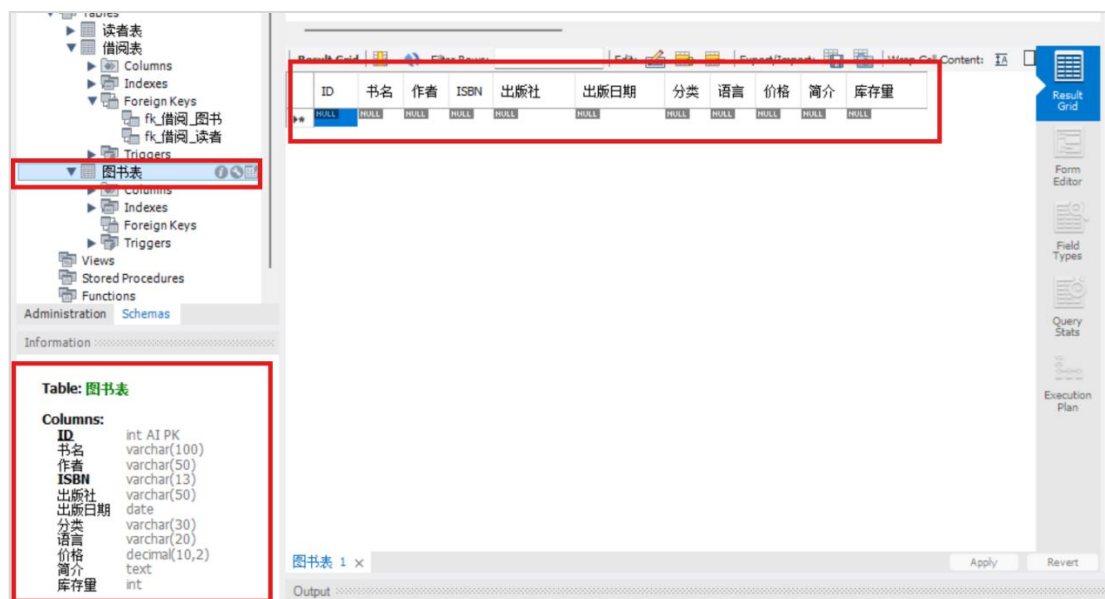 Tables
读者表
借阅表
Columns
Indexes
Foreign Keys
fk_借阅_图书
fk_借阅_读者
Triggers
图书表
Columns
Indexes
Foreign Keys
Triggers
Views
Stored Procedures
Functions
Administration Schemas
Information
Table: 图书表
Columns:
ID int AI PK
书名 varchar(100)
作者 varchar(50)
ISBN varchar(13)
出版社 varchar(50)
出版日期 date
分类 varchar(30)
语言 varchar(20)
价格 decimal(10,2)
简介 text
库存量 int
Result Grid Filter Rows: Edit: Export/Import: Wrap Cell Content:
ID 书名 作者 ISBN 出版社 出版日期 分类 语言 价格 简介 库存量
NULL NULL NULL NULL NULL NULL NULL NULL NULL NULL NULL
Result
Grid
Form
Editor
Field
Types
Query
Stats
Execution
Plan
图书表 1 Apply Revert
Output